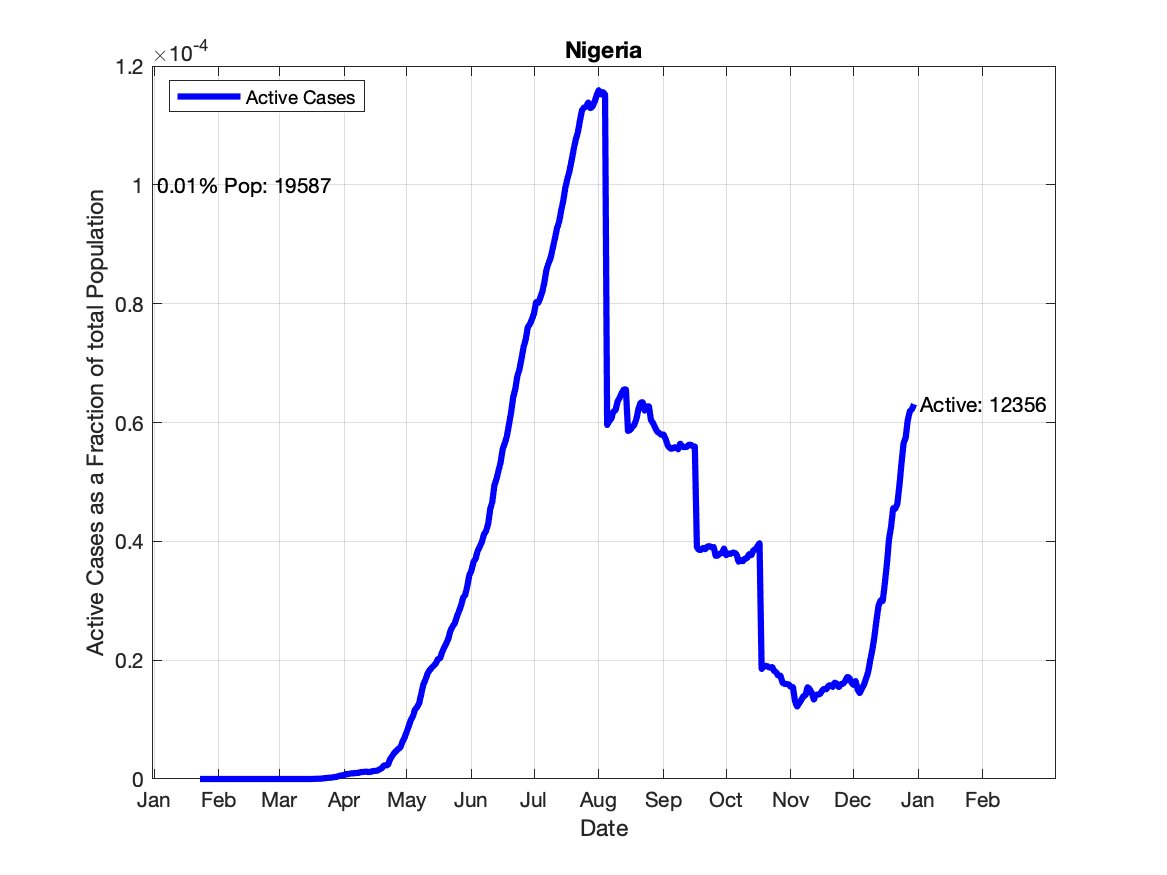 Nigeria
×10-4
1.2
1
0.8
0.6
0.4
0.2
0
Active Cases
0.01% Pop: 19587
Active: 12356
Active Cases as a Fraction of total Population
Jan Feb Mar Apr May Jun Jul Aug Sep Oct Nov Dec Jan Feb
Date